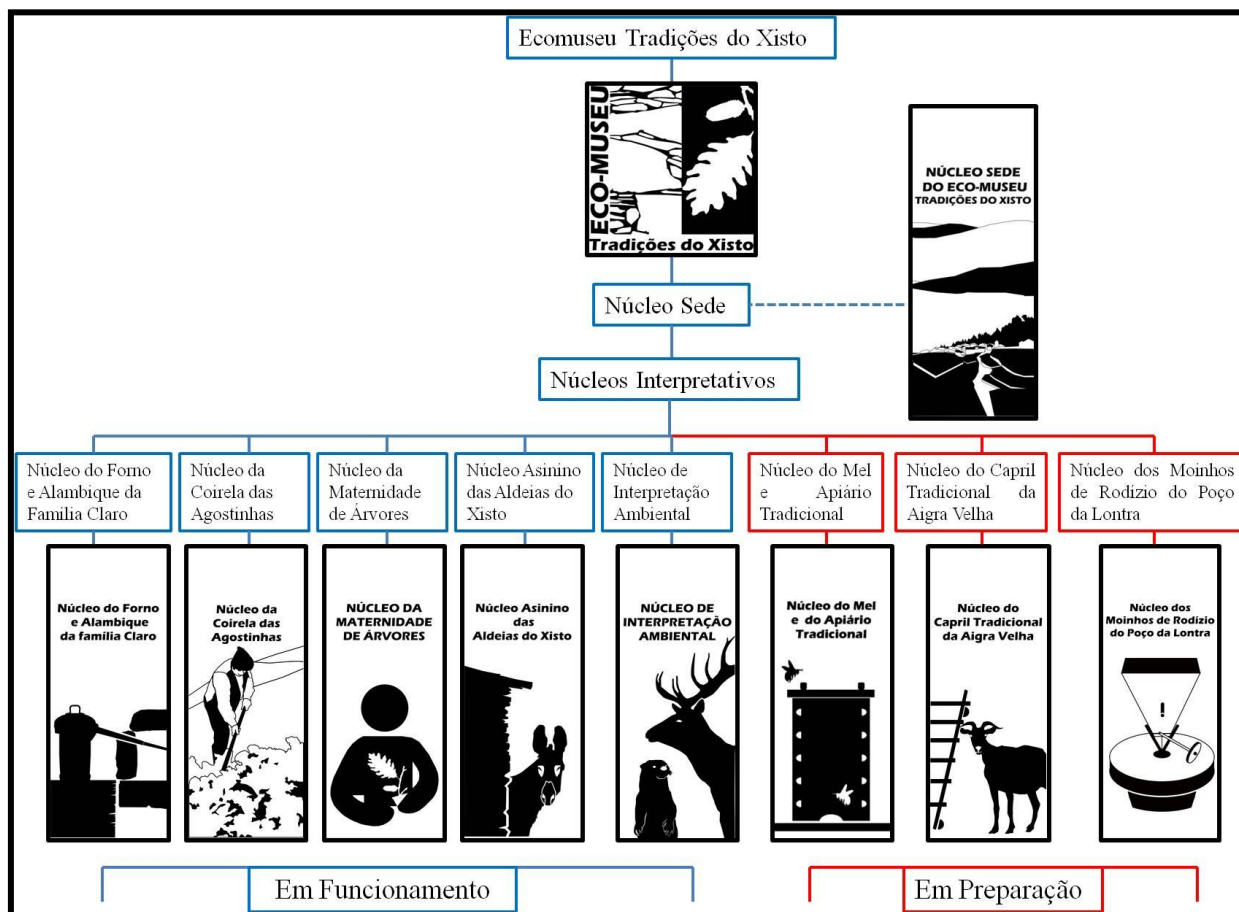 Ecomuseu Tradições do Xisto
ECO-MUSEU
Tradições do Xisto
NÚCLEO SEDE
DO ECO-MUSEU
TRADIÇÕES DO XISTO
Núcleo Sede
Núcleos Interpretativos
Núcleo do Forno
e Alambique da
Família Claro
Núcleo da
Coirela das
Agostinhas
Núcleo da
Maternidade
de Árvores
Núcleo Asinino
das Aldeias do
Xisto
Núcleo de
Interpretação
Ambiental
Núcleo do Mel
e Apiário
Tradicional
Núcleo do Capril
Tradicional da
Aigra Velha
Núcleo dos Moinhos
de Rodízio do Poço
da Lontra
Núcleo do Forno
e Alambique
da família Claro
Núcleo da
Coirela das
Agostinhas
NÚCLEO DA
MATERNIDADE
DE ÁRVORES
Núcleo Asinino
das
Aldeias do Xisto
NÚCLEO DE
INTERPRETAÇÃO
AMBIENTAL
Núcleo do Mel
e do Apiário
Tradicional
Núcleo do
Capril Tradicional
da Aigra Velha
Núcleo dos
Moinhos de Rodízio
do Poço da Lontra
Em Funcionamento
Em Preparação